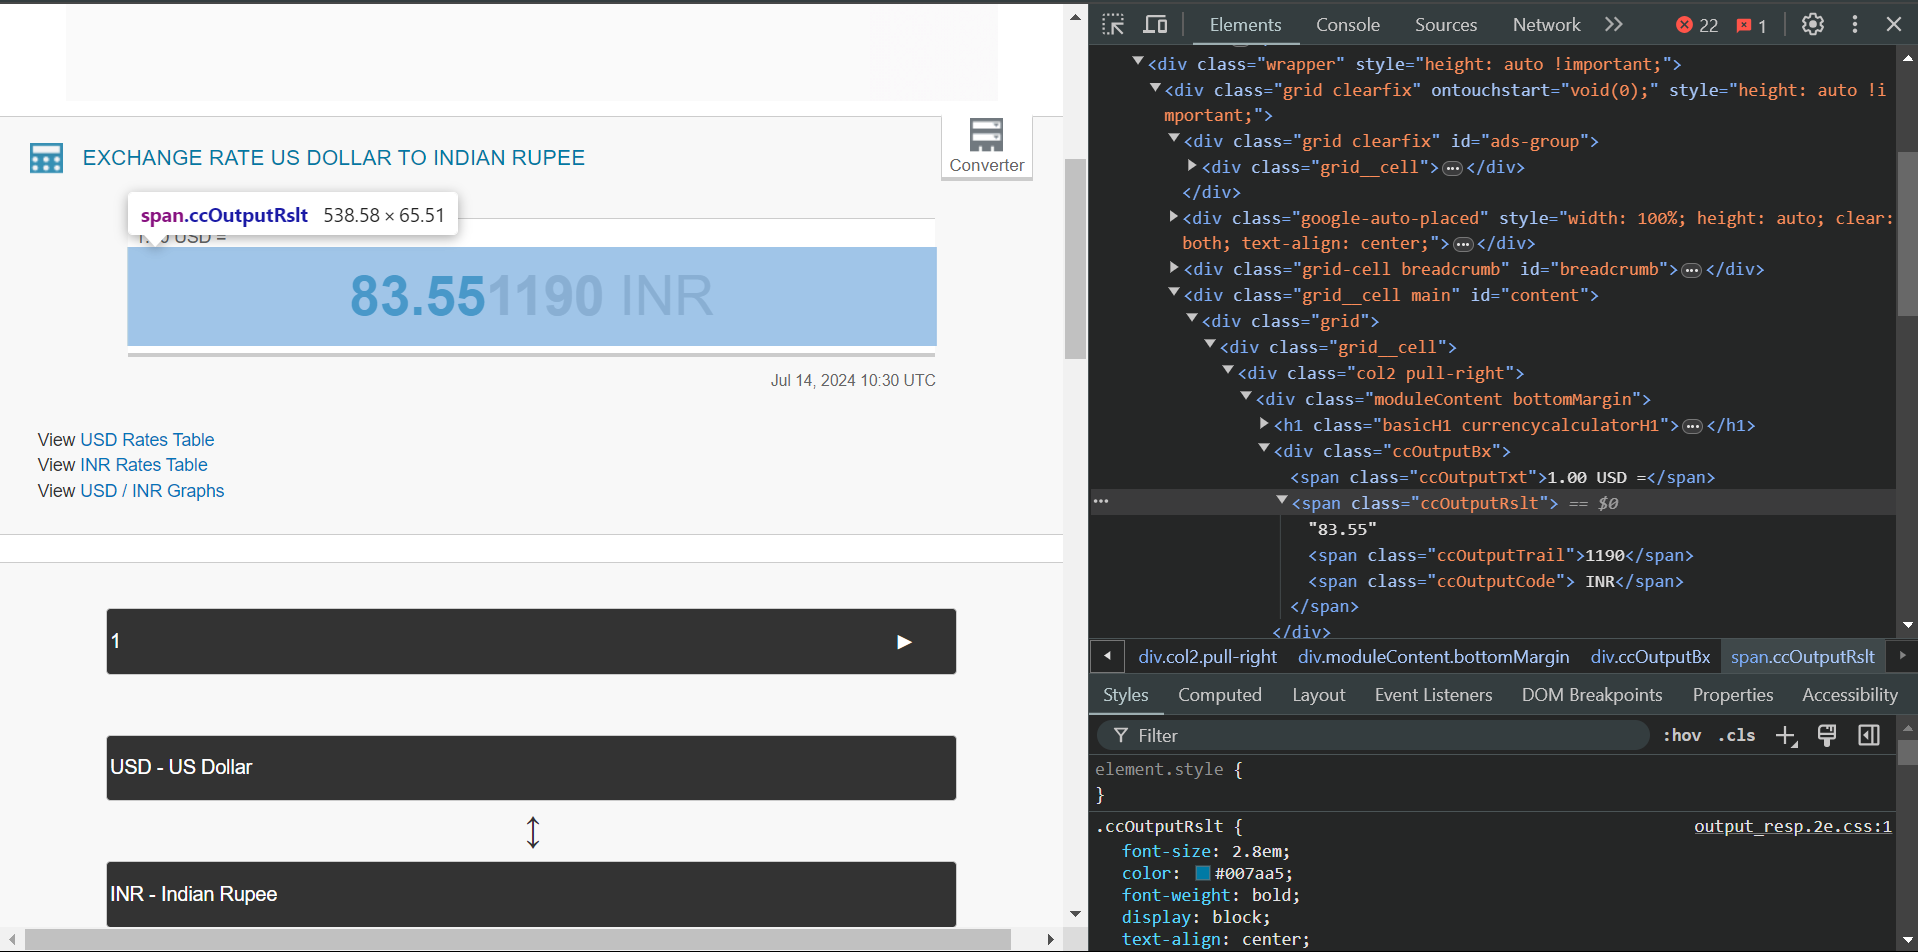 Converter
EXCHANGE RATE US DOLLAR TO INDIAN RUPEE
span.ccOutputRslt 538.58 × 65.51
USD =
83.551190 INR
Jul 14, 2024 10:30 UTC
View USD Rates Table
View INR Rates Table
View USD / INR Graphs
1
USD - US Dollar
INR - Indian Rupee
Elements Console Sources Network 22 1
<div class="wrapper" style="height: auto !important;">
<div class="grid clearfix" ontouchstart="void(0);" style="height: auto !i
mportant;">
<div class="grid clearfix" id="ads-group">
<div class="grid__cell">…</div>
</div>
<div class="google-auto-placed" style="width: 100%; height: auto; clear:
both; text-align: center;">…</div>
<div class="grid-cell breadcrumb" id="breadcrumb">…</div>
<div class="grid__cell main" id="content">
<div class="grid">
<div class="grid__cell">
<div class="col2 pull-right">
<div class="moduleContent bottomMargin">
<h1 class="basicH1 currencycalculatorH1">…</h1>
<div class="ccOutputBx">
<span class="ccOutputTxt">1.00 USD =</span>
<span class="ccOutputRslt"> == $0
"83.55"
<span class="ccOutputTrail">1190</span>
<span class="ccOutputCode"> INR</span>
</span>
</div>
div.col2.pull-right div.moduleContent.bottomMargin div.ccOutputBx span.ccOutputRslt
Styles Computed Layout Event Listeners DOM Breakpoints Properties Accessibility
Filter :hov .cls
element.style {
}
.ccOutputRslt { output_resp.2e.css:1
font-size: 2.8em;
color: #007aa5;
font-weight: bold;
display: block;
text-align: center;